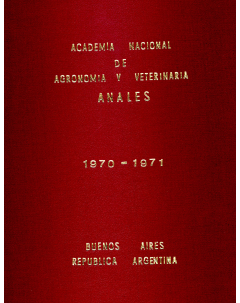 ACADEMIA NACIONAL
DE
AGRONOMIA Y VETERINARIA
ANALES
1970-1971
BUENOS AIRES
REPUBLICA ARGENTINA